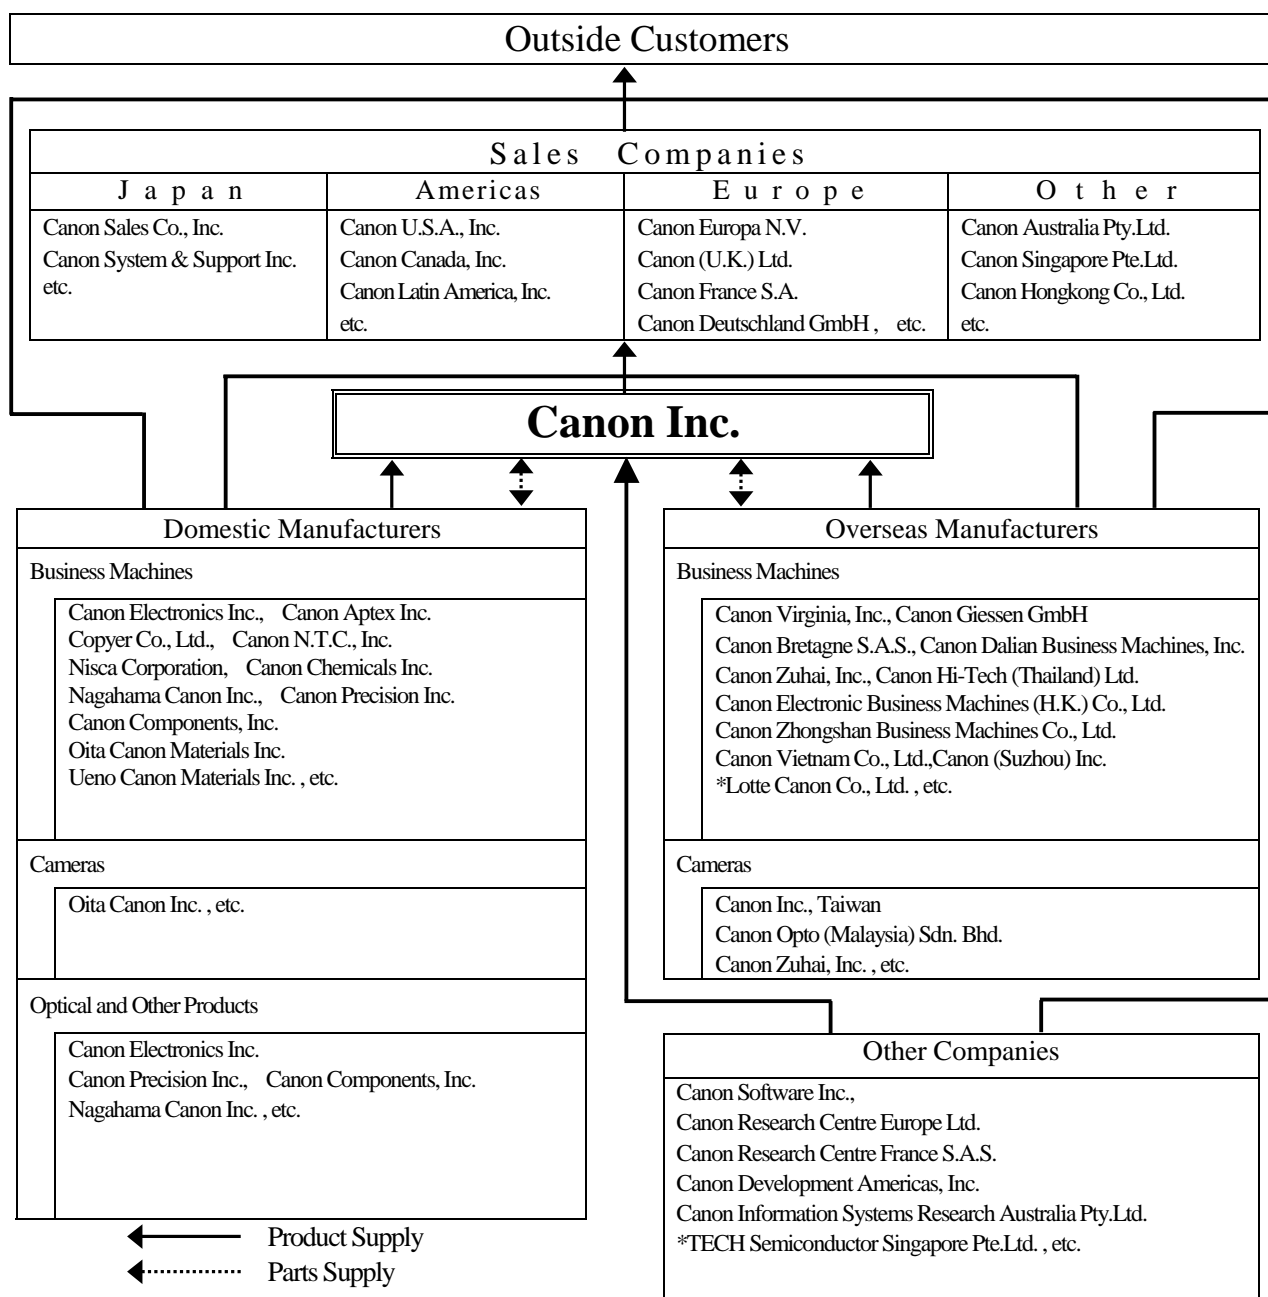 Outside Customers
Sales Companies
Japan
Americas
Europe
Other
Canon Sales Co., Inc.
Canon System & Support Inc.
etc.
Canon U.S.A., Inc.
Canon Canada, Inc.
Canon Latin America, Inc.
etc.
Canon Europa N.V.
Canon (U.K.) Ltd.
Canon France S.A.
Canon Deutschland GmbH , etc.
Canon Australia Pty.Ltd.
Canon Singapore Pte.Ltd.
Canon Hongkong Co., Ltd.
etc.
Canon Inc.
Domestic Manufacturers
Business Machines
Canon Electronics Inc., Canon Aptex Inc.
Copyer Co., Ltd., Canon N.T.C., Inc.
Nisca Corporation, Canon Chemicals Inc.
Nagahama Canon Inc., Canon Precision Inc.
Canon Components, Inc.
Oita Canon Materials Inc.
Ueno Canon Materials Inc. , etc.
Cameras
Oita Canon Inc. , etc.
Optical and Other Products
Canon Electronics Inc.
Canon Precision Inc., Canon Components, Inc.
Nagahama Canon Inc. , etc.
Overseas Manufacturers
Business Machines
Canon Virginia, Inc., Canon Giessen GmbH
Canon Bretagne S.A.S., Canon Dalian Business Machines, Inc.
Canon Zuhai, Inc., Canon Hi-Tech (Thailand) Ltd.
Canon Electronic Business Machines (H.K.) Co., Ltd.
Canon Zhongshan Business Machines Co., Ltd.
Canon Vietnam Co., Ltd.,Canon (Suzhou) Inc.
*Lotte Canon Co., Ltd. , etc.
Cameras
Canon Inc., Taiwan
Canon Opto (Malaysia) Sdn. Bhd.
Canon Zuhai, Inc. , etc.
Other Companies
Canon Software Inc.,
Canon Research Centre Europe Ltd.
Canon Research Centre France S.A.S.
Canon Development Americas, Inc.
Canon Information Systems Research Australia Pty.Ltd.
*TECH Semiconductor Singapore Pte.Ltd. , etc.
Product Supply
Parts Supply